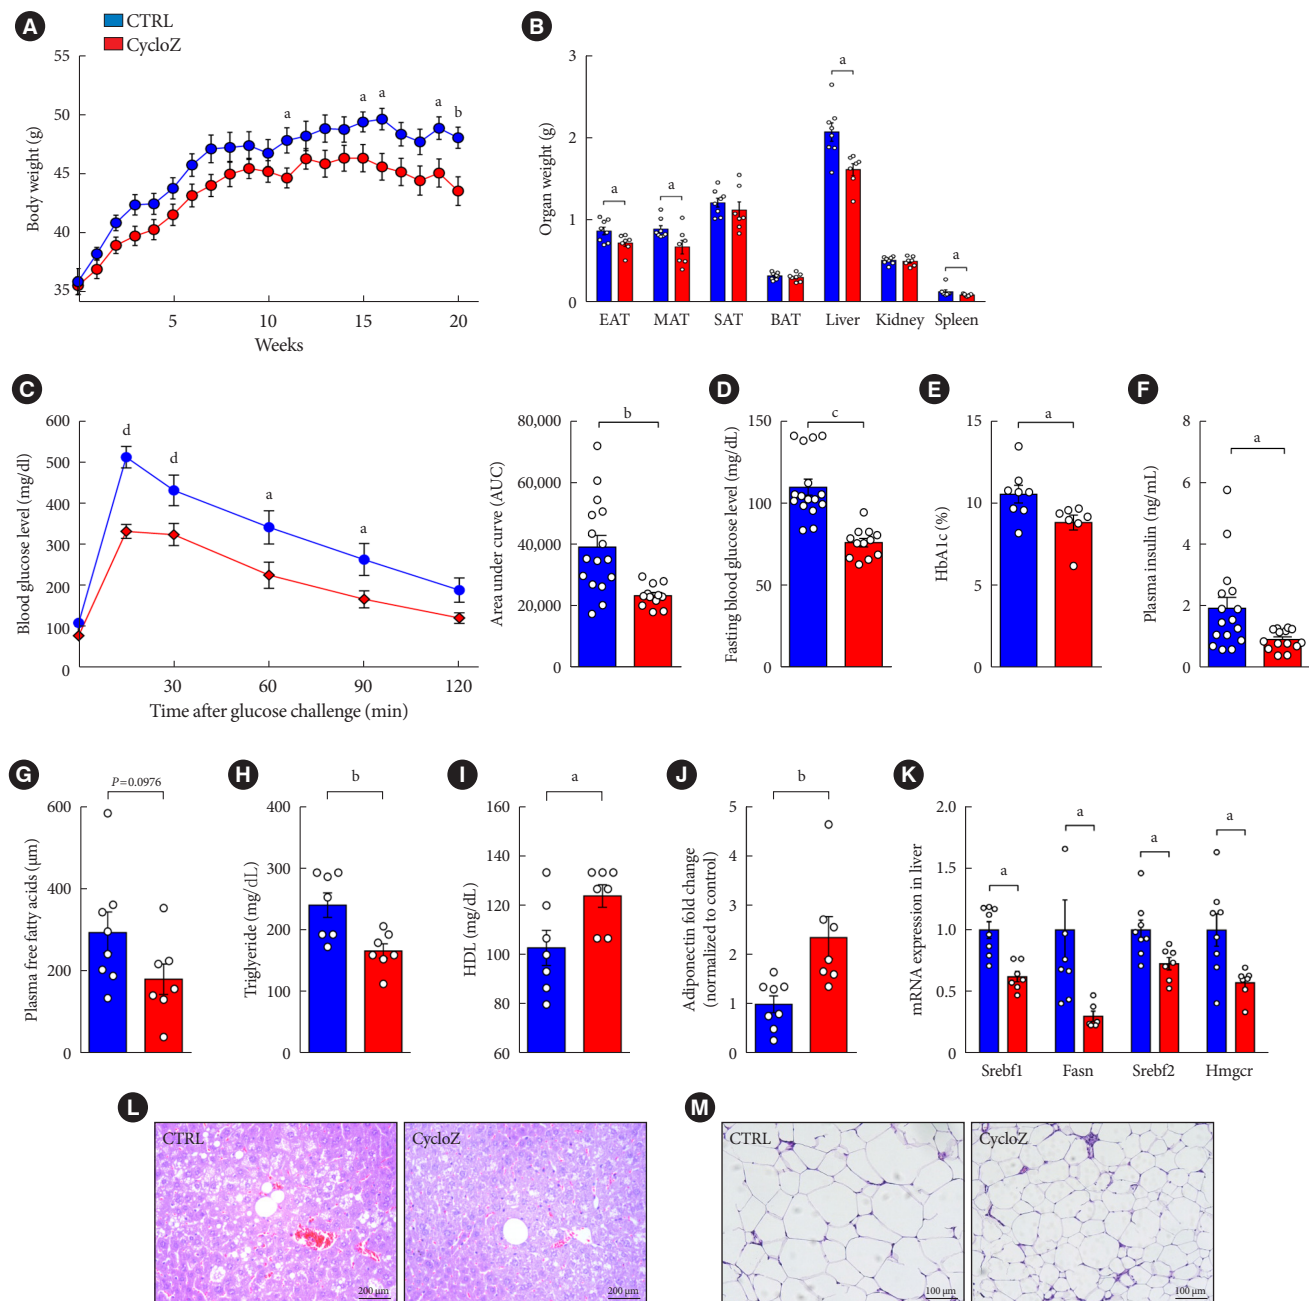 A
CTRL
CycloZ
Body weight (g)
55
50
45
40
35
a
a
a
a
b
5
10
15
20
Weeks
B
Organ weight (g)
3
2
1
0
a
a
a
a
EAT
MAT
SAT
BAT
Liver
Kidney
Spleen
C
Blood glucose level (mg/dl)
600
500
400
300
200
100
0
d
d
a
a
30
60
90
120
Time after glucose challenge (min)
Area under curve (AUC)
80,000
60,000
40,000
20,000
0
b
D
Fasting blood glucose level (mg/dL)
150
100
50
0
c
E
HbA1c (%)
15
10
5
0
a
F
Plasma insulin (ng/mL)
8
6
4
2
0
a
G
Plasma free fatty acids (μm)
600
400
200
0
P=0.0976
H
Triglyeride (mg/dL)
400
300
200
100
0
b
I
HDL (mg/dL)
160
140
120
100
80
60
a
J
Adiponectin fold change
(normalized to control)
5
4
3
2
1
0
b
K
mRNA expression in liver
2.0
1.5
1.0
0.5
0
a
a
a
a
Srebf1
Fasn
Srebf2
Hmgcr
L
CTRL
200 μm
CycloZ
200 μm
M
CTRL
100 μm
CycloZ
100 μm